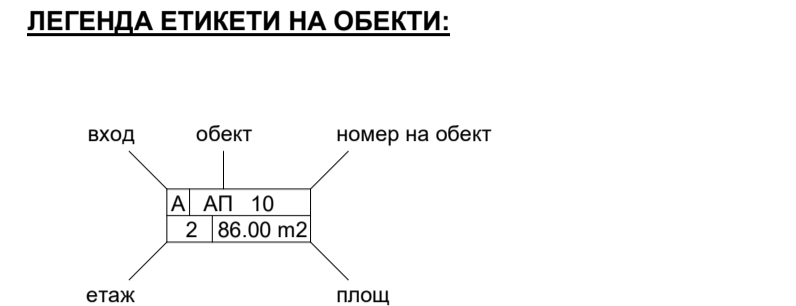 ЛЕГЕНДА ЕТИКЕТИ НА ОБЕКТИ:
вход обект номер на обект
А АП 10
2 86.00 m2
етаж площ